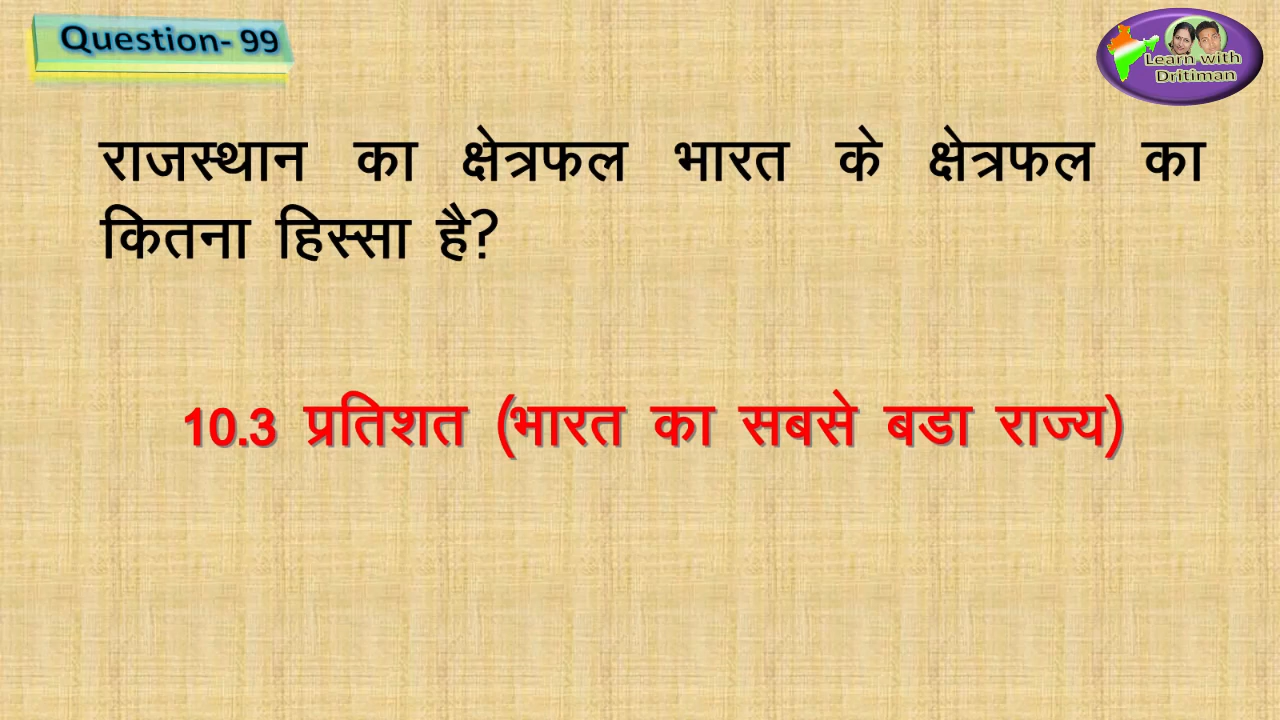 Question- 99
Learn with
Dritiman
राजस्थान का क्षेत्रफल भारत के क्षेत्रफल का
कितना हिस्सा है?
10.3 प्रतिशत (भारत का सबसे बडा राज्य)